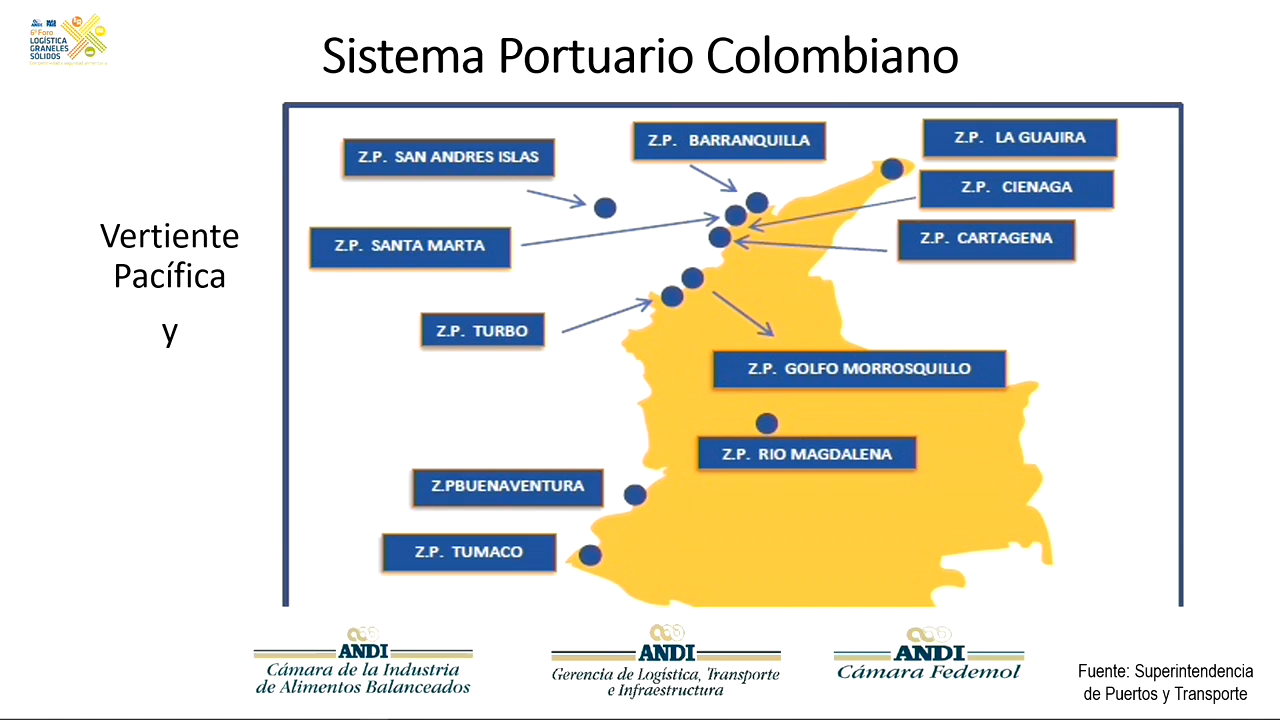 ANDI
6º Foro
LOGÍSTICA
GRANELES
SÓLIDOS
Sistema Portuario Colombiano
Vertiente
Pacífica
y
Z.P. SAN ANDRES ISLAS
Z.P. BARRANQUILLA
Z.P. LA GUAJIRA
Z.P. CIENAGA
Z.P. SANTA MARTA
Z.P. CARTAGENA
Z.P. TURBO
Z.P. GOLFO MORROSQUILLO
Z.P. RIO MAGDALENA
Z.PBUENAVENTURA
Z.P. TUMACO
ANDI
Cámara de la Industria
de Alimentos Balanceados
ANDI
Gerencia de Logística, Transporte
e Infraestructura
ANDI
Cámara Fedemol
Fuente: Superintendencia
de Puertos y Transporte